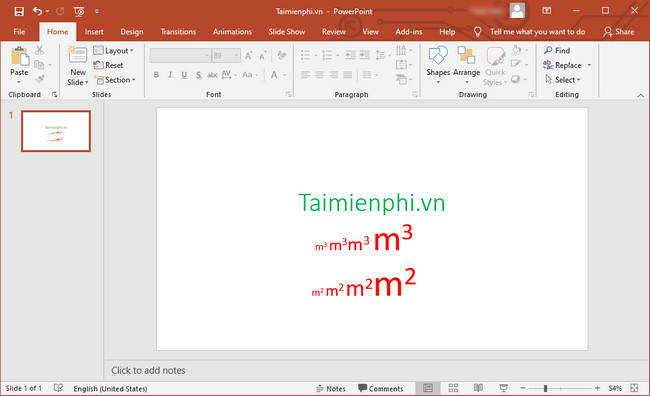 Taimienphi.vn - PowerPoint
File Home Insert Design Transitions Animations Slide Show Review View Add-ins Help Tell me what you want to do Share
Paste New Slide Layout Reset Section 89 Shapes Arrange Quick Styles Find Replace Select
Clipboard Slides Font Paragraph Drawing Editing
1
Taimienphi.vn
m³ m³ m³ m³
m² m² m² m²
Click to add notes
Slide 1 of 1 English (United States) Notes Comments 54%